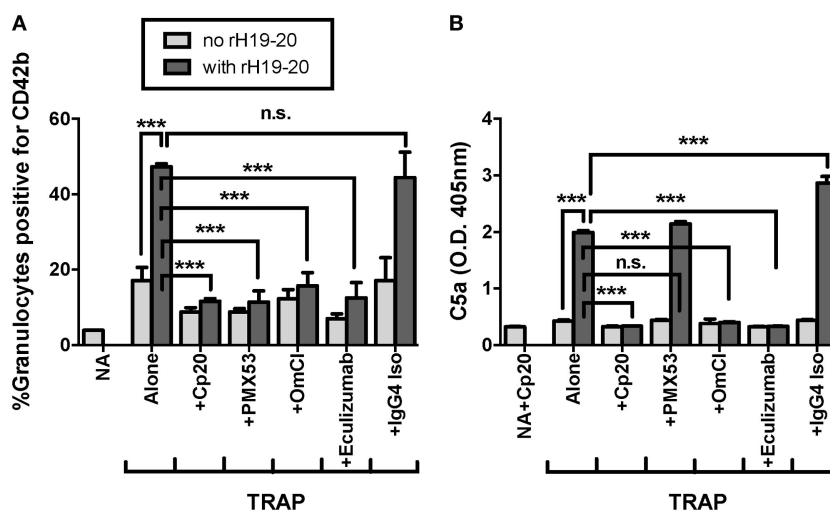 A
no rH19-20
with rH19-20
%Granulocytes positive for CD42b
60
40
20
0
***
n.s.
***
***
***
***
NA
Alone
+Cp20
+PMX53
+OmCI
+Eculizumab
+IgG4 Iso
TRAP
B
C5a (O.D. 405nm)
4
3
2
1
0
***
***
***
***
n.s.
***
NA+Cp20
Alone
+Cp20
+PMX53
+OmCI
+Eculizumab
+IgG4 Iso
TRAP